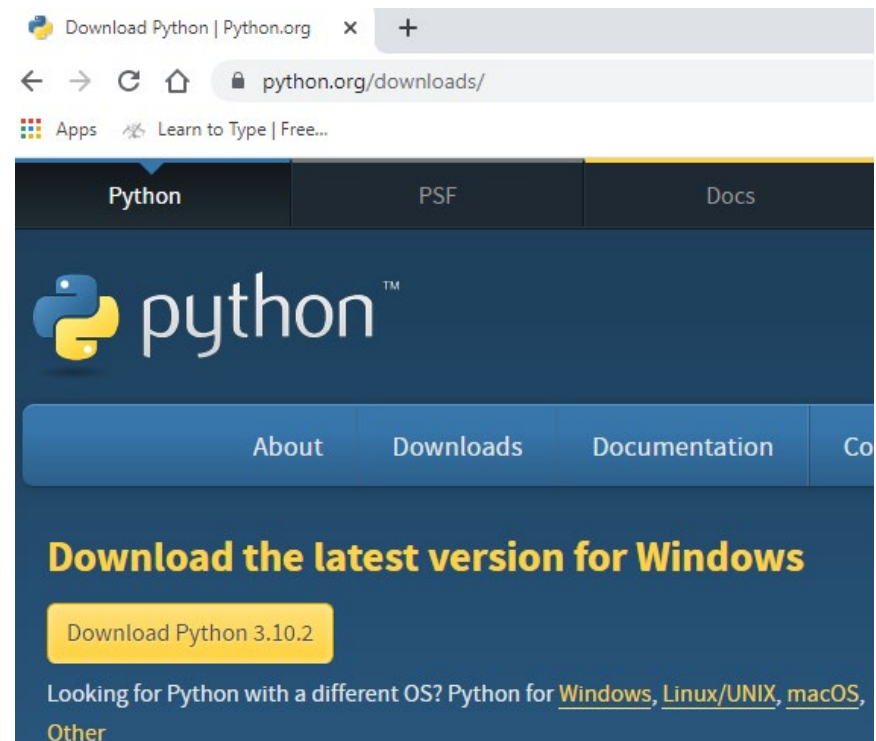 Download Python | Python.org
python.org/downloads/
Apps Learn to Type | Free...
Python PSF Docs
python™
About Downloads Documentation Co
Download the latest version for Windows
Download Python 3.10.2
Looking for Python with a different OS? Python for Windows, Linux/UNIX, macOS,
Other